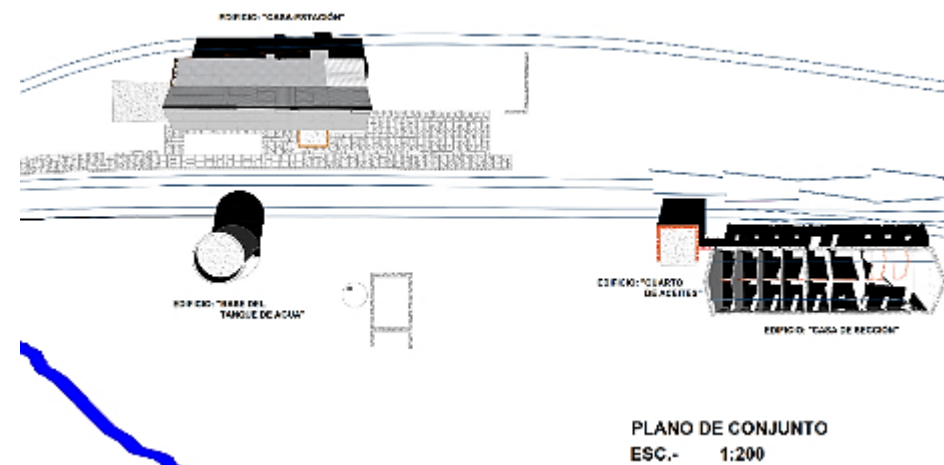 EDIFICIO: "CASA-ESTACIÓN"
EDIFICIO: "BASE DEL
TANQUE DE AGUA"
EDIFICIO: "CUARTO
DE ACEITES"
EDIFICIO: "CASA DE SECCIÓN"
PLANO DE CONJUNTO
ESC.- 1:200